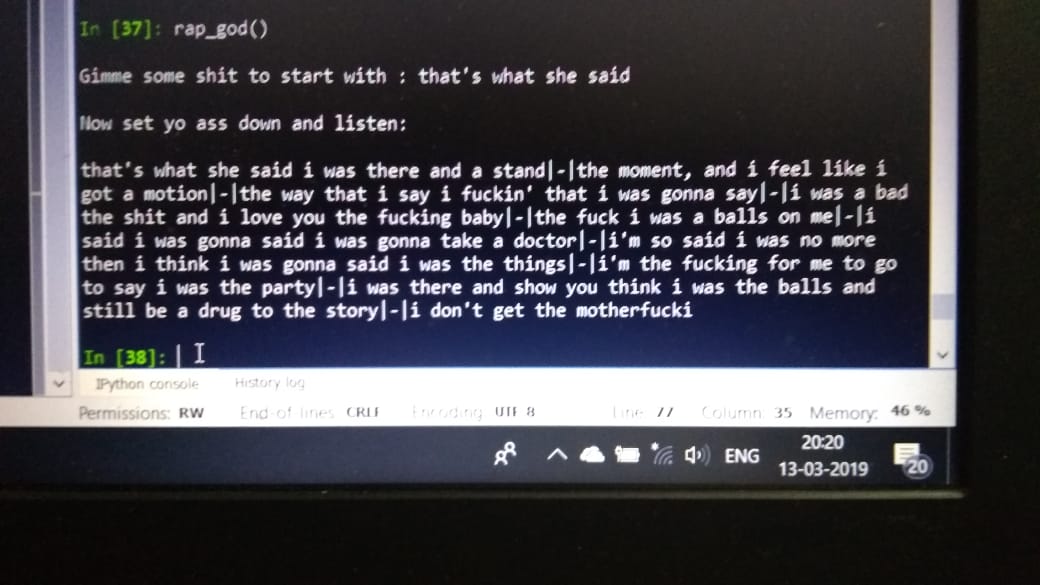 In [37]: rap_god()
Gimme some shit to start with : that's what she said
Now set yo ass down and listen:
that's what she said i was there and a stand|-|the moment, and i feel like i
got a motion|-|the way that i say i fuckin' that i was gonna say|-|i was a bad
the shit and i love you the fucking baby|-|the fuck i was a balls on me|-|i
said i was gonna said i was gonna take a doctor|-|i'm so said i was no more
then i think i was gonna said i was the things|-|i'm the fucking for me to go
to say i was the party|-|i was there and show you think i was the balls and
still be a drug to the story|-|i don't get the motherfucki
In [38]:
IPython console History log
Permissions: RW End-of-lines: CRLF Encoding: UTF-8 Line: 77 Column: 35 Memory: 46 %
ENG 20:20
13-03-2019 20